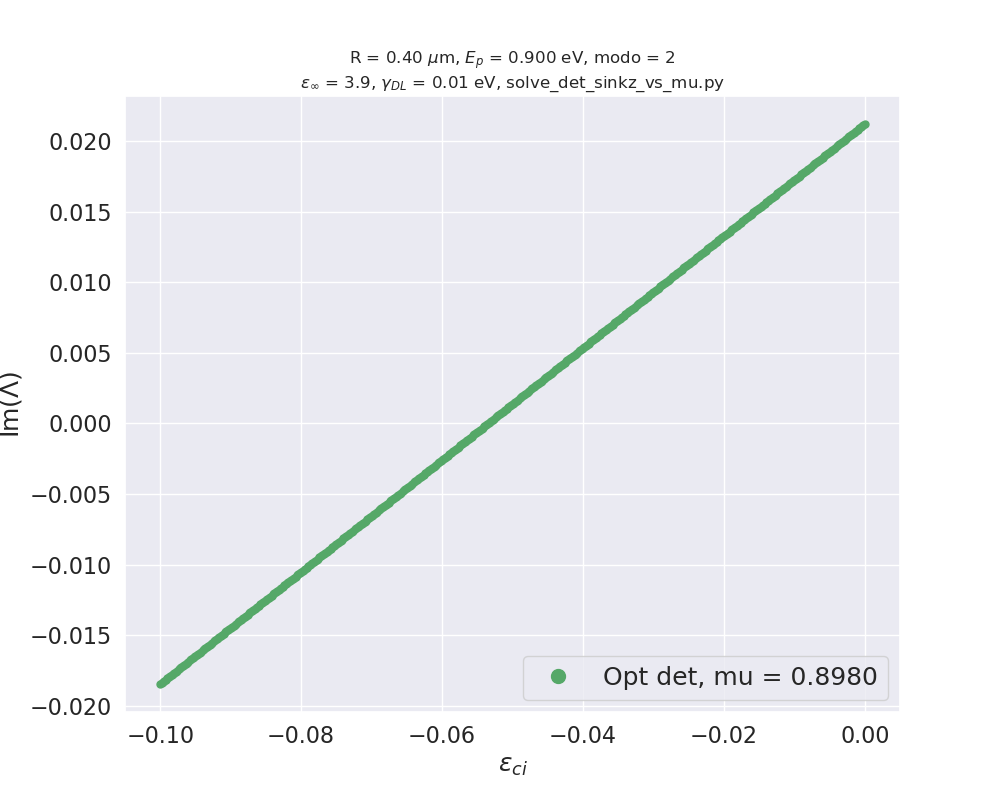 R = 0.40 μm, E_p = 0.900 eV, modo = 2
ε_∞ = 3.9, γ_DL = 0.01 eV, solve_det_sinkz_vs_mu.py
Im(Λ)
0.020
0.015
0.010
0.005
0.000
−0.005
−0.010
−0.015
−0.020
Opt det, mu = 0.8980
−0.10 −0.08 −0.06 −0.04 −0.02 0.00
ε_ci